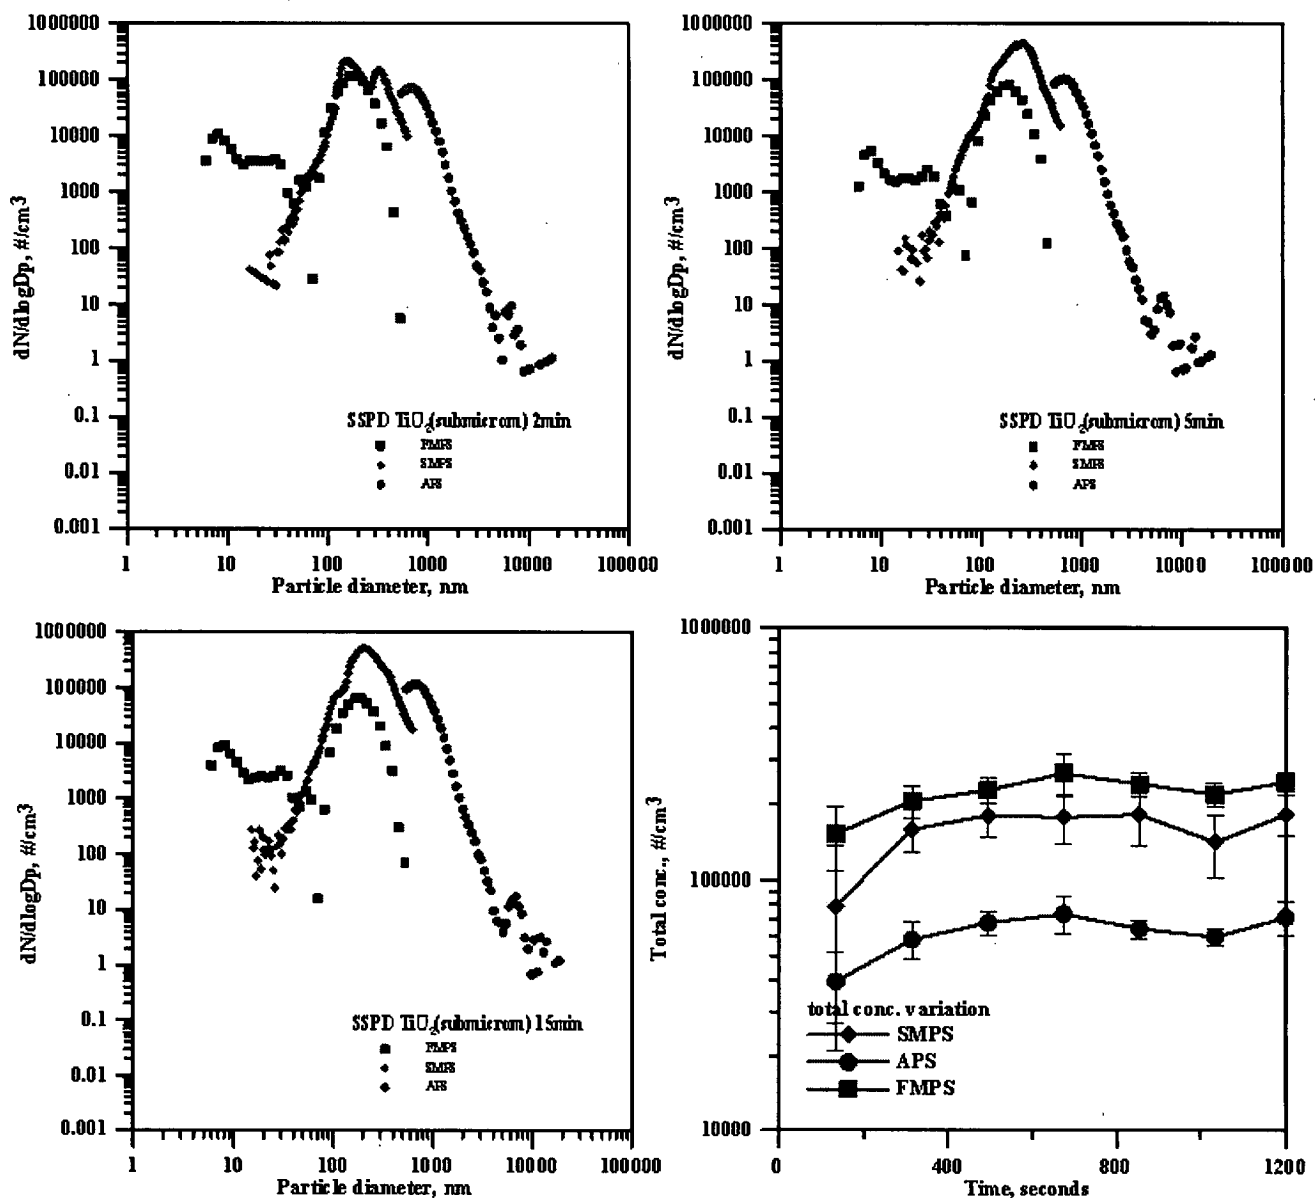 1000000
100000
10000
1000
100
10
1
0.1
0.01
0.001
dN/dlogDp, #/cm3
SSPD TiO2(submicrom) 2min
FMPS
SMPS
APS
1 10 100 1000 10000 100000
Particle diameter, nm
1000000
100000
10000
1000
100
10
1
0.1
0.01
0.001
dN/dlogDp, #/cm3
SSPD TiO2(submicrom) 5min
FMPS
SMPS
APS
1 10 100 1000 10000 100000
Particle diameter, nm
1000000
100000
10000
1000
100
10
1
0.1
0.01
0.001
dN/dlogDp, #/cm3
SSPD TiO2(submicrom) 15min
FMPS
SMPS
APS
1 10 100 1000 10000 100000
Particle diameter, nm
1000000
100000
10000
Total conc., #/cm3
total conc. variation
SMPS
APS
FMPS
0 400 800 1200
Time, seconds